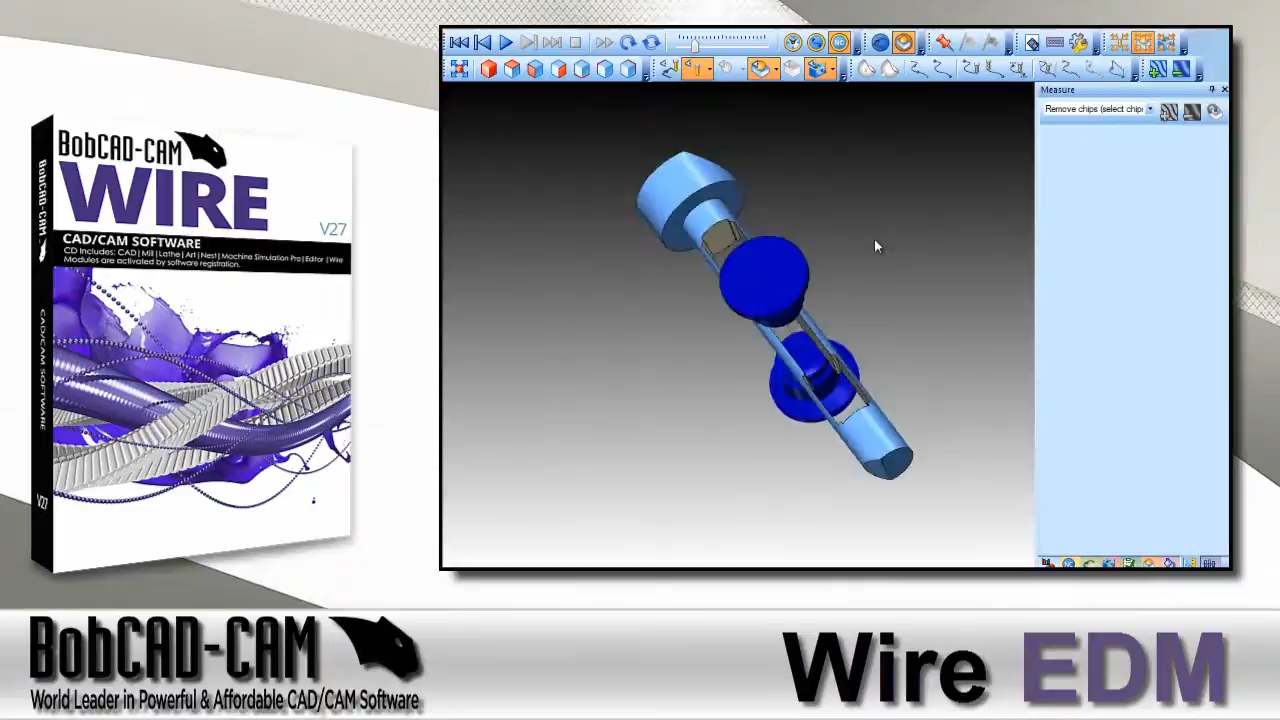 BobCAD-CAM
WIRE
V27
CAD/CAM SOFTWARE
CD Includes: CAD | Mill | Lathe | Art | Nest | Machine Simulation Pro | Editor | Wire
Modules are activated by software registration.
BobCAD-CAM
CAD/CAM SOFTWARE
V27
Measure
Remove chips (select chip:
NC
BobCAD-CAM
World Leader in Powerful & Affordable CAD/CAM Software
Wire EDM